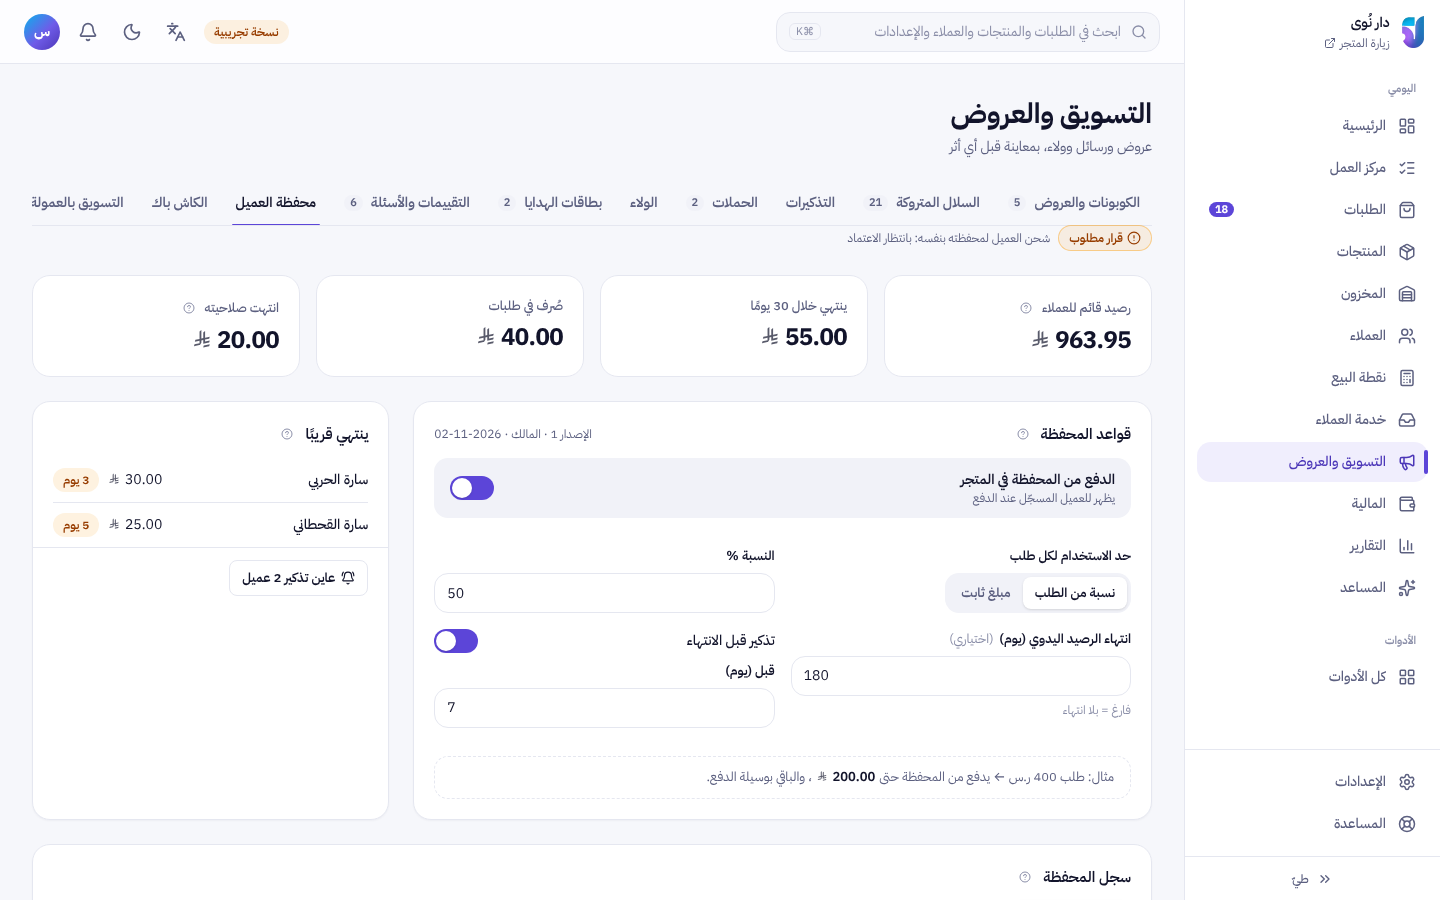 دار نُوى
زيارة المتجر
اليومي
الرئيسية
مركز العمل
الطلبات 18
المنتجات
المخزون
العملاء
نقطة البيع
خدمة العملاء
التسويق والعروض
المالية
التقارير
المساعد
الأدوات
كل الأدوات
الإعدادات
المساعدة
طيّ
ابحث في الطلبات والمنتجات والعملاء والإعدادات ⌘K
نسخة تجريبية
س
التسويق والعروض
عروض ورسائل وولاء، بمعاينة قبل أي أثر
الكوبونات والعروض 5 السلال المتروكة 21 التذكيرات الحملات 2 الولاء بطاقات الهدايا 2 التقييمات والأسئلة 6 محفظة العميل الكاش باك التسويق بالعمولة
قرار مطلوب شحن العميل لمحفظته بنفسه: بانتظار الاعتماد
رصيد قائم للعملاء
963.95
ينتهي خلال 30 يومًا
55.00
صُرف في طلبات
40.00
انتهت صلاحيته
20.00
قواعد المحفظة
الإصدار 1 · المالك · 2026-11-02
الدفع من المحفظة في المتجر
يظهر للعميل المسجّل عند الدفع
حد الاستخدام لكل طلب
نسبة من الطلب مبلغ ثابت
النسبة %
50
انتهاء الرصيد اليدوي (يوم) (اختياري)
180
فارغ = بلا انتهاء
تذكير قبل الانتهاء
قبل (يوم)
7
مثال: طلب 400 ر.س ← يدفع من المحفظة حتى 200.00 ، والباقي بوسيلة الدفع.
ينتهي قريبًا
سارة الحربي 30.00 3 يوم
سارة القحطاني 25.00 5 يوم
عاين تذكير 2 عميل
سجل المحفظة